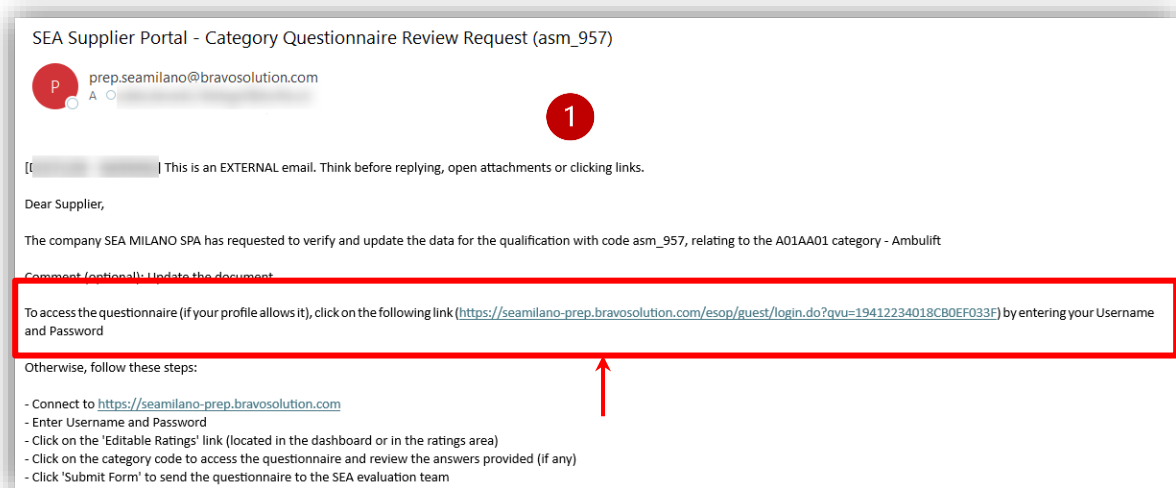 SEA Supplier Portal - Category Questionnaire Review Request (asm_957)
P
prep.seamilano@bravosolution.com
A
1
This is an EXTERNAL email. Think before replying, open attachments or clicking links.
Dear Supplier,
The company SEA MILANO SPA has requested to verify and update the data for the qualification with code asm_957, relating to the A01AA01 category - Ambulift
Comment (optional): Update the document
To access the questionnaire (if your profile allows it), click on the following link (https://seamilano-prep.bravosolution.com/esop/guest/login.do?qvu=19412234018CB0EF033F) by entering your Username
and Password
Otherwise, follow these steps:
- Connect to https://seamilano-prep.bravosolution.com
- Enter Username and Password
- Click on the 'Editable Ratings' link (located in the dashboard or in the ratings area)
- Click on the category code to access the questionnaire and review the answers provided (if any)
- Click 'Submit Form' to send the questionnaire to the SEA evaluation team